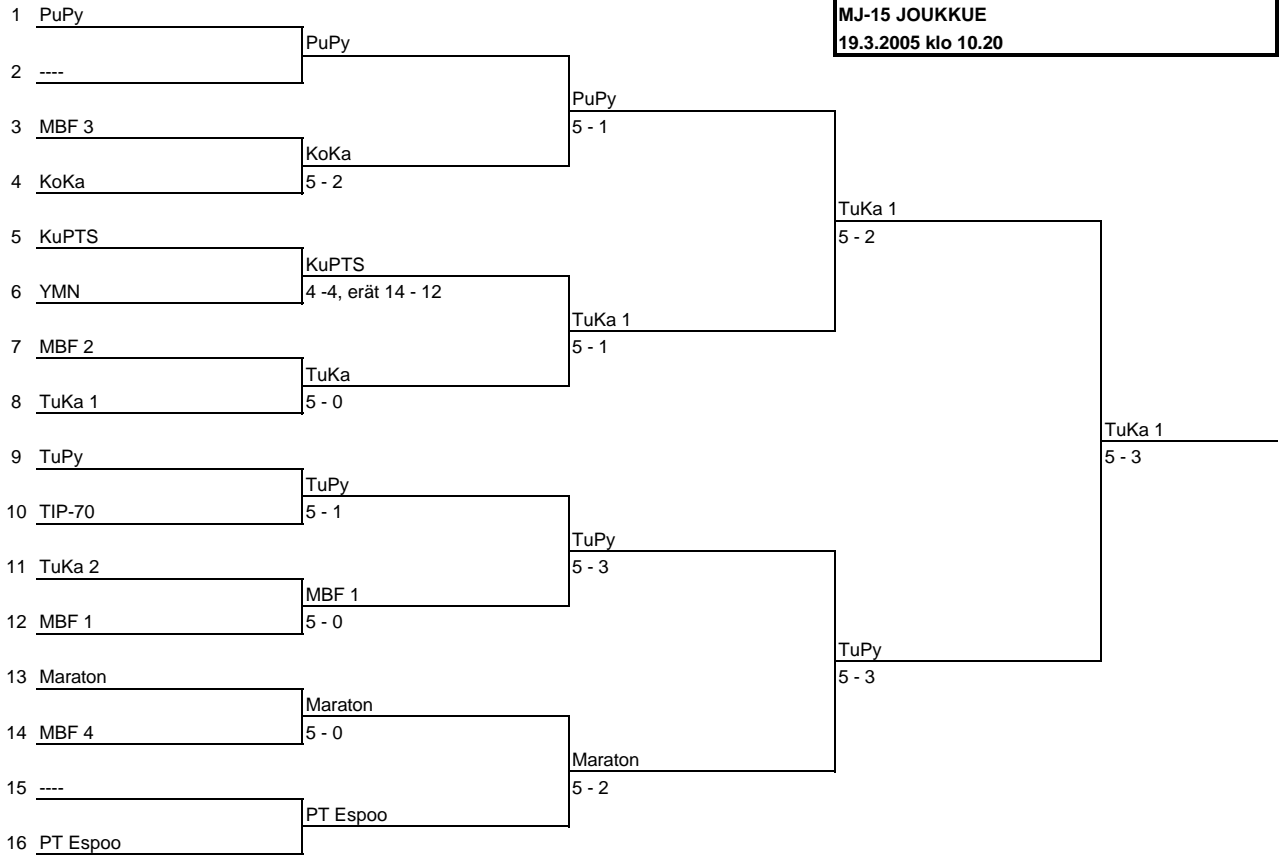 MJ-15 JOUKKUE
19.3.2005 klo 10.20
1 PuPy
PuPy
2 ----
PuPy
3 MBF 3
5 - 1
KoKa
4 KoKa
5 - 2
TuKa 1
5 KuPTS
5 - 2
KuPTS
6 YMN
4 -4, erät 14 - 12
TuKa 1
7 MBF 2
5 - 1
TuKa
8 TuKa 1
5 - 0
TuKa 1
9 TuPy
5 - 3
TuPy
10 TIP-70
5 - 1
TuPy
11 TuKa 2
5 - 3
MBF 1
12 MBF 1
5 - 0
TuPy
13 Maraton
5 - 3
Maraton
14 MBF 4
5 - 0
Maraton
15 ----
5 - 2
PT Espoo
16 PT Espoo